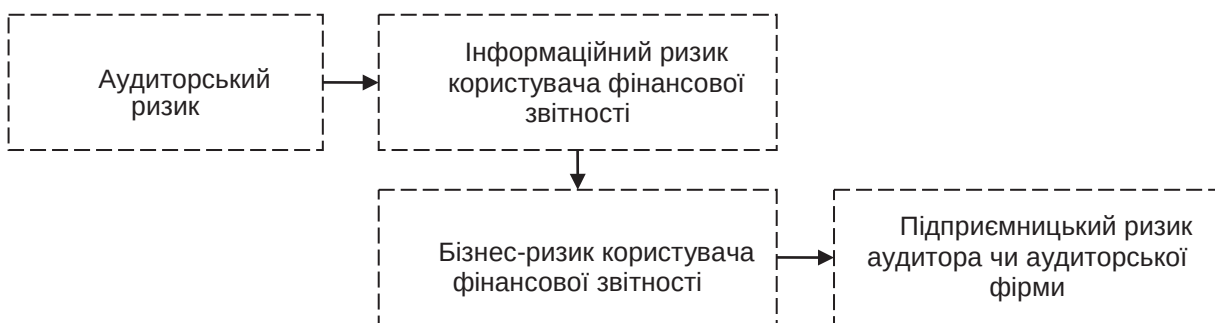 Аудиторський
ризик
Інформаційний ризик
користувача фінансової
звітності
Бізнес-ризик користувача
фінансової звітності
Підприємницький ризик
аудитора чи аудиторської
фірми